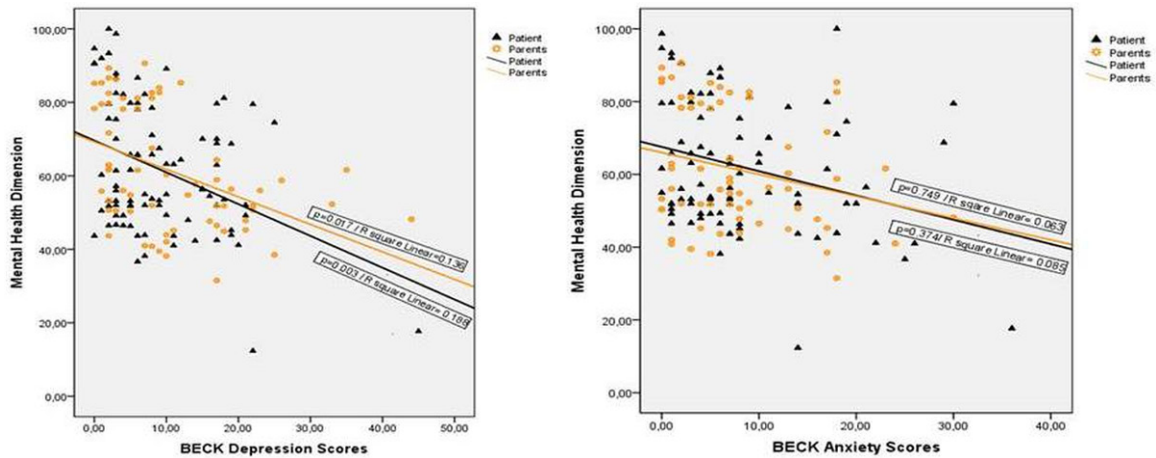 100,00
80,00
60,00
40,00
20,00
0,00
Mental Health Dimension
0,00 10,00 20,00 30,00 40,00 50,00
BECK Depression Scores
p=0.017 / R square Linear=0.136
p=0.003 / R square Linear= 0.188
Patient
Parents
Patient
Parents
100,00
80,00
60,00
40,00
20,00
0,00
Mental Health Dimension
0,00 10,00 20,00 30,00 40,00
BECK Anxiety Scores
p=0.749 / R sqare Linear= 0.063
p=0.374/ R square Linear= 0.085
Patient
Parents
Patient
Parents